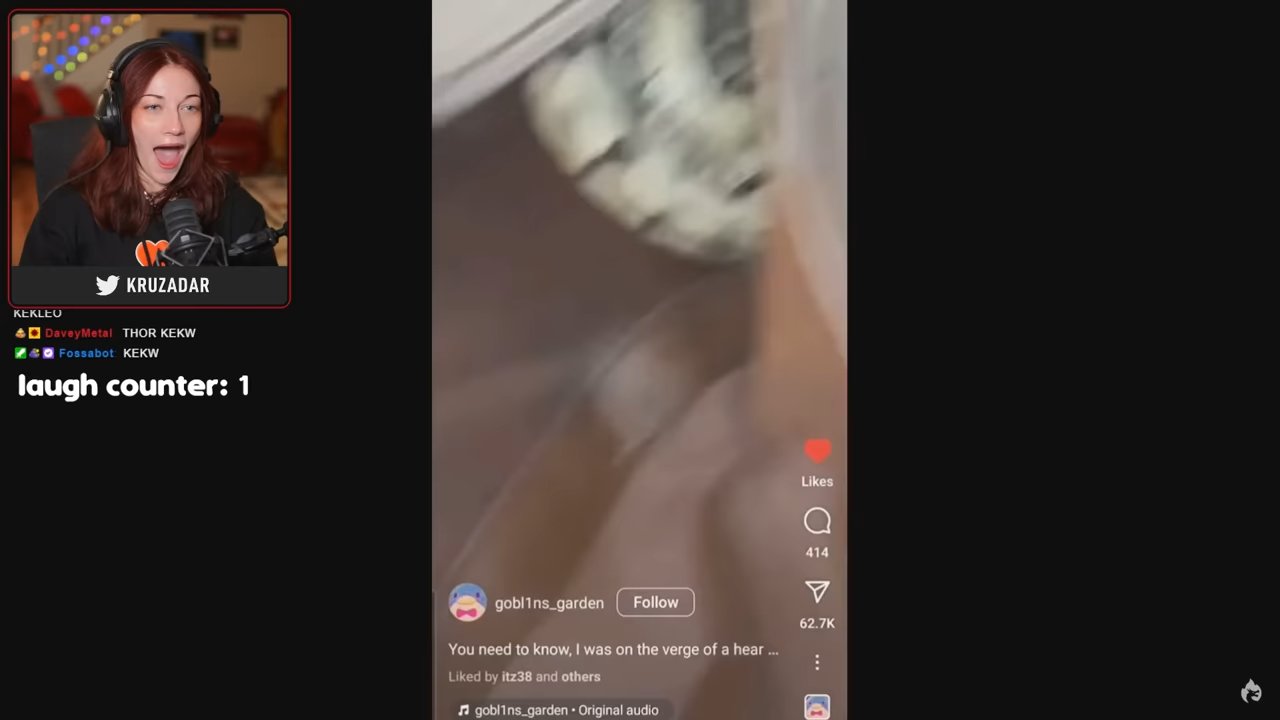 KRUZADAR
KEKLEO
DaveyMetal THOR KEKW
Fossabot: KEKW
laugh counter: 1
Likes
414
62.7K
gobl1ns_garden Follow
You need to know, I was on the verge of a hear ...
Liked by itz38 and others
gobl1ns_garden • Original audio